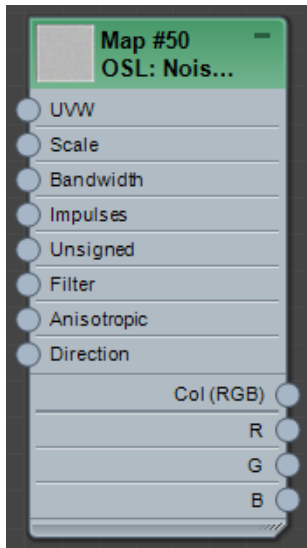 Map #50
OSL: Nois...
UVW
Scale
Bandwidth
Impulses
Unsigned
Filter
Anisotropic
Direction
Col (RGB)
R
G
B